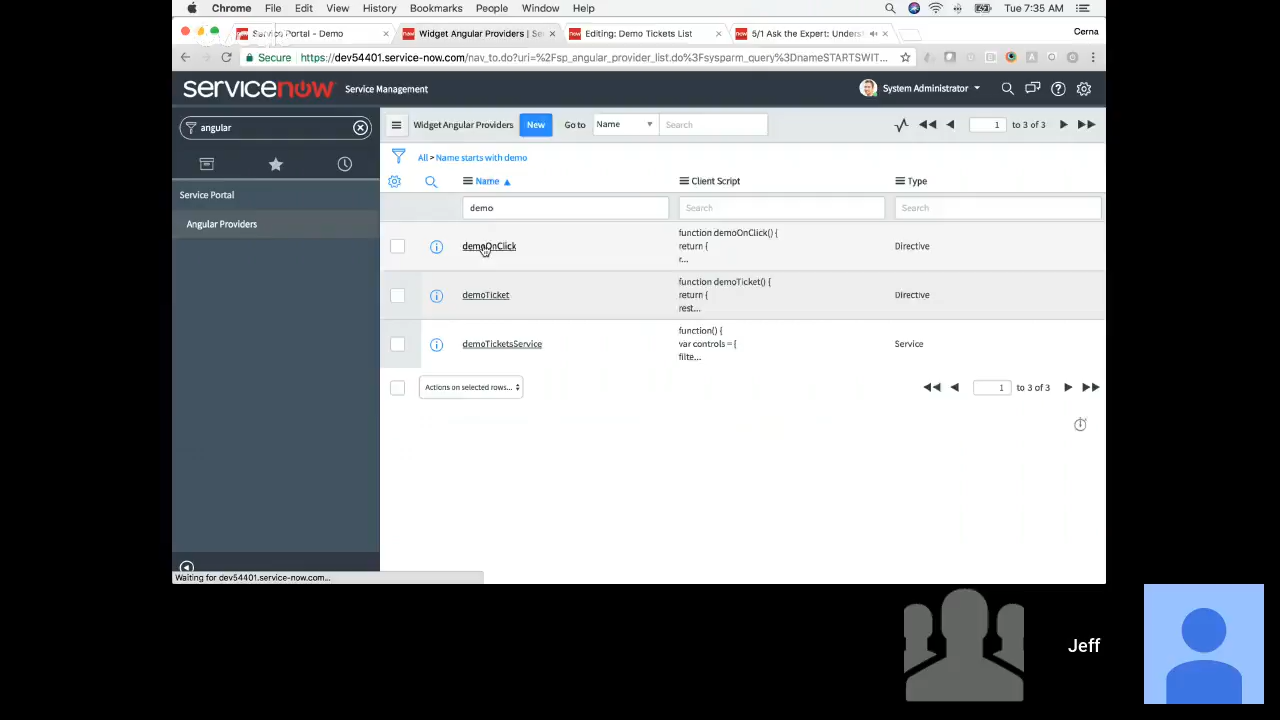 Chrome File Edit View History Bookmarks People Window Help Tue 7:35 AM
Service Portal - Demo
Widget Angular Providers | Se
Editing: Demo Tickets List
5/1 Ask the Expert: Underst
Cerna
Secure https://dev54401.service-now.com/nav_to.do?uri=%2Fsp_angular_provider_list.do%3Fsysparm_query%3DnameSTARTSWIT...
servicenow Service Management
System Administrator
angular
Service Portal
Angular Providers
Widget Angular Providers New Go to Name Search 1 to 3 of 3
All > Name starts with demo
Name Client Script Type
demo Search Search
demoOnClick
function demoOnClick() {
return {
r...
Directive
demoTicket
function demoTicket() {
return {
rest...
Directive
demoTicketsService
function() {
var controls = {
filte...
Service
Actions on selected rows... 1 to 3 of 3
Waiting for dev54401.service-now.com...
Jeff